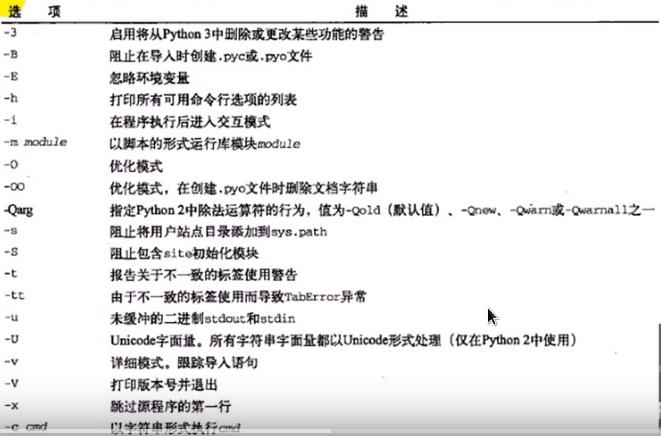 选 项 描 述
-3 启用将从Python 3中删除或更改某些功能的警告
-B 阻止在导入时创建.pyc或.pyo文件
-E 忽略环境变量
-h 打印所有可用命令行选项的列表
-i 在程序执行后进入交互模式
-m module 以脚本的形式运行库模块module
-O 优化模式
-OO 优化模式，在创建.pyo文件时删除文档字符串
-Qarg 指定Python 2中除法运算符的行为，值为-Qold（默认值）、-Qnew、-Qwarn或-Qwarnall之一
-s 阻止将用户站点目录添加到sys.path
-S 阻止包含site初始化模块
-t 报告关于不一致的标签使用警告
-tt 由于不一致的标签使用而导致TabError异常
-u 未缓冲的二进制stdout和stdin
-U Unicode字面量。所有字符串字面量都以Unicode形式处理（仅在Python 2中使用）
-v 详细模式。跟踪导入语句
-V 打印版本号并退出
-x 跳过源程序的第一行
-c cmd 以字符串形式执行cmd